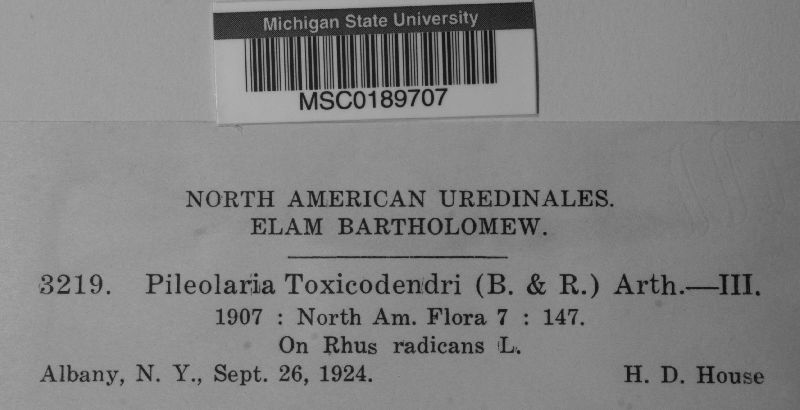 Michigan State University
MSC0189707
NORTH AMERICAN UREDINALES.
ELAM BARTHOLOMEW.
3219. Pileolaria Toxicodendri (B. & R.) Arth.—III.
1907 : North Am. Flora 7 : 147.
On Rhus radicans L.
Albany, N. Y., Sept. 26, 1924. H. D. House